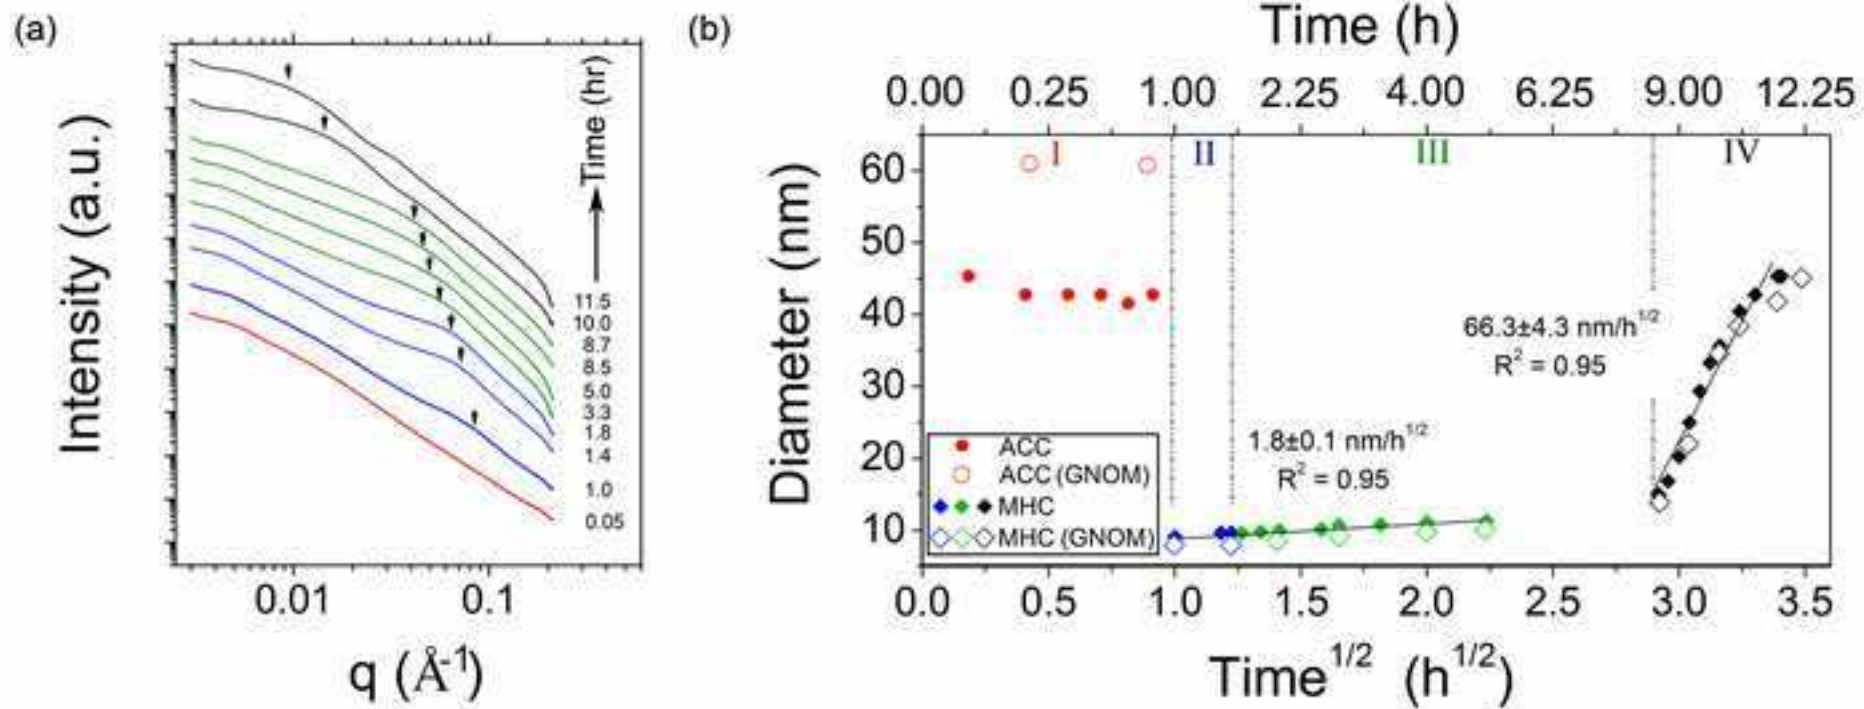 (a)
Intensity (a.u.)
Time (hr)
11.5
10.0
8.7
8.5
5.0
3.3
1.8
1.4
1.0
0.05
0.01 0.1
q (Å-1)
(b)
Time (h)
0.00 0.25 1.00 2.25 4.00 6.25 9.00 12.25
Diameter (nm)
60
50
40
30
20
10
I II III IV
66.3±4.3 nm/h1/2
R2 = 0.95
1.8±0.1 nm/h1/2
R2 = 0.95
ACC
ACC (GNOM)
MHC
MHC (GNOM)
0.0 0.5 1.0 1.5 2.0 2.5 3.0 3.5
Time1/2 (h1/2)